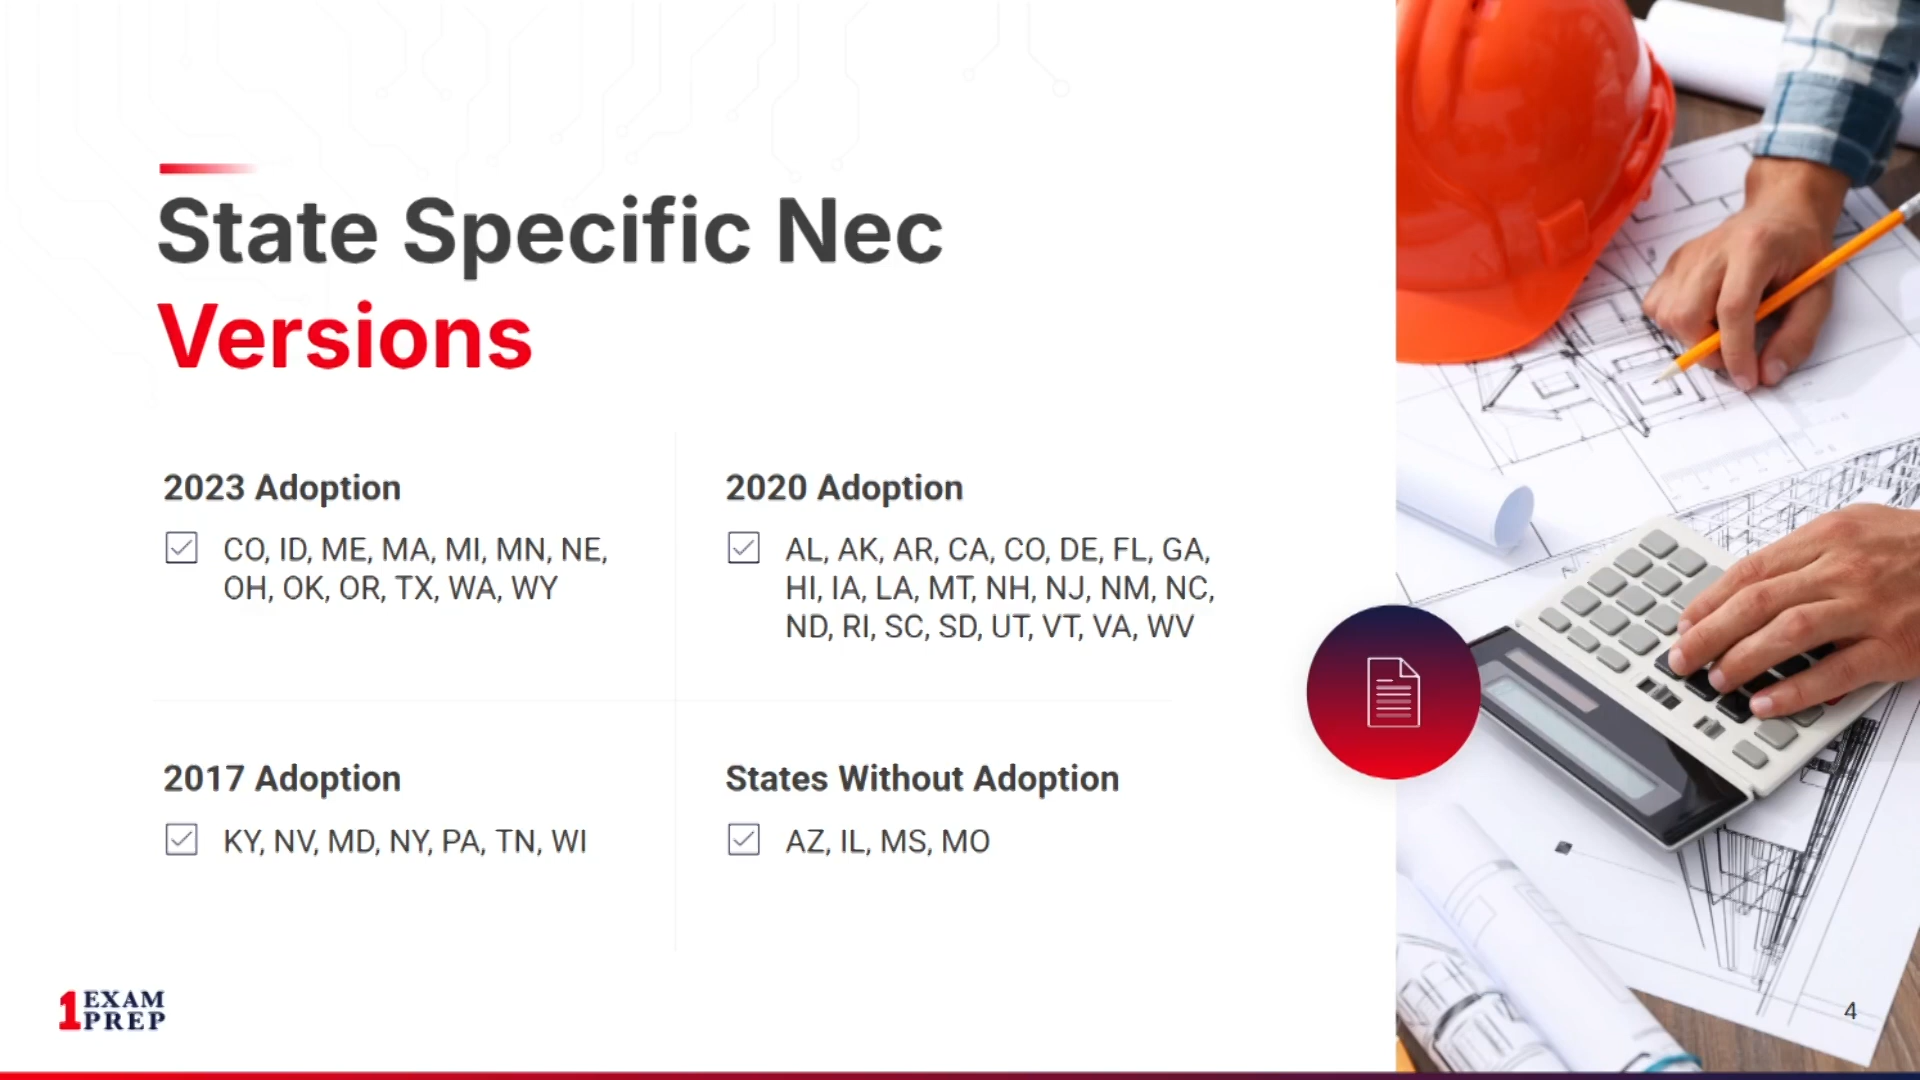 State Specific Nec
Versions
2023 Adoption
CO, ID, ME, MA, MI, MN, NE,
OH, OK, OR, TX, WA, WY
2020 Adoption
AL, AK, AR, CA, CO, DE, FL, GA,
HI, IA, LA, MT, NH, NJ, NM, NC,
ND, RI, SC, SD, UT, VT, VA, WV
2017 Adoption
KY, NV, MD, NY, PA, TN, WI
States Without Adoption
AZ, IL, MS, MO
1 EXAM
PREP
4